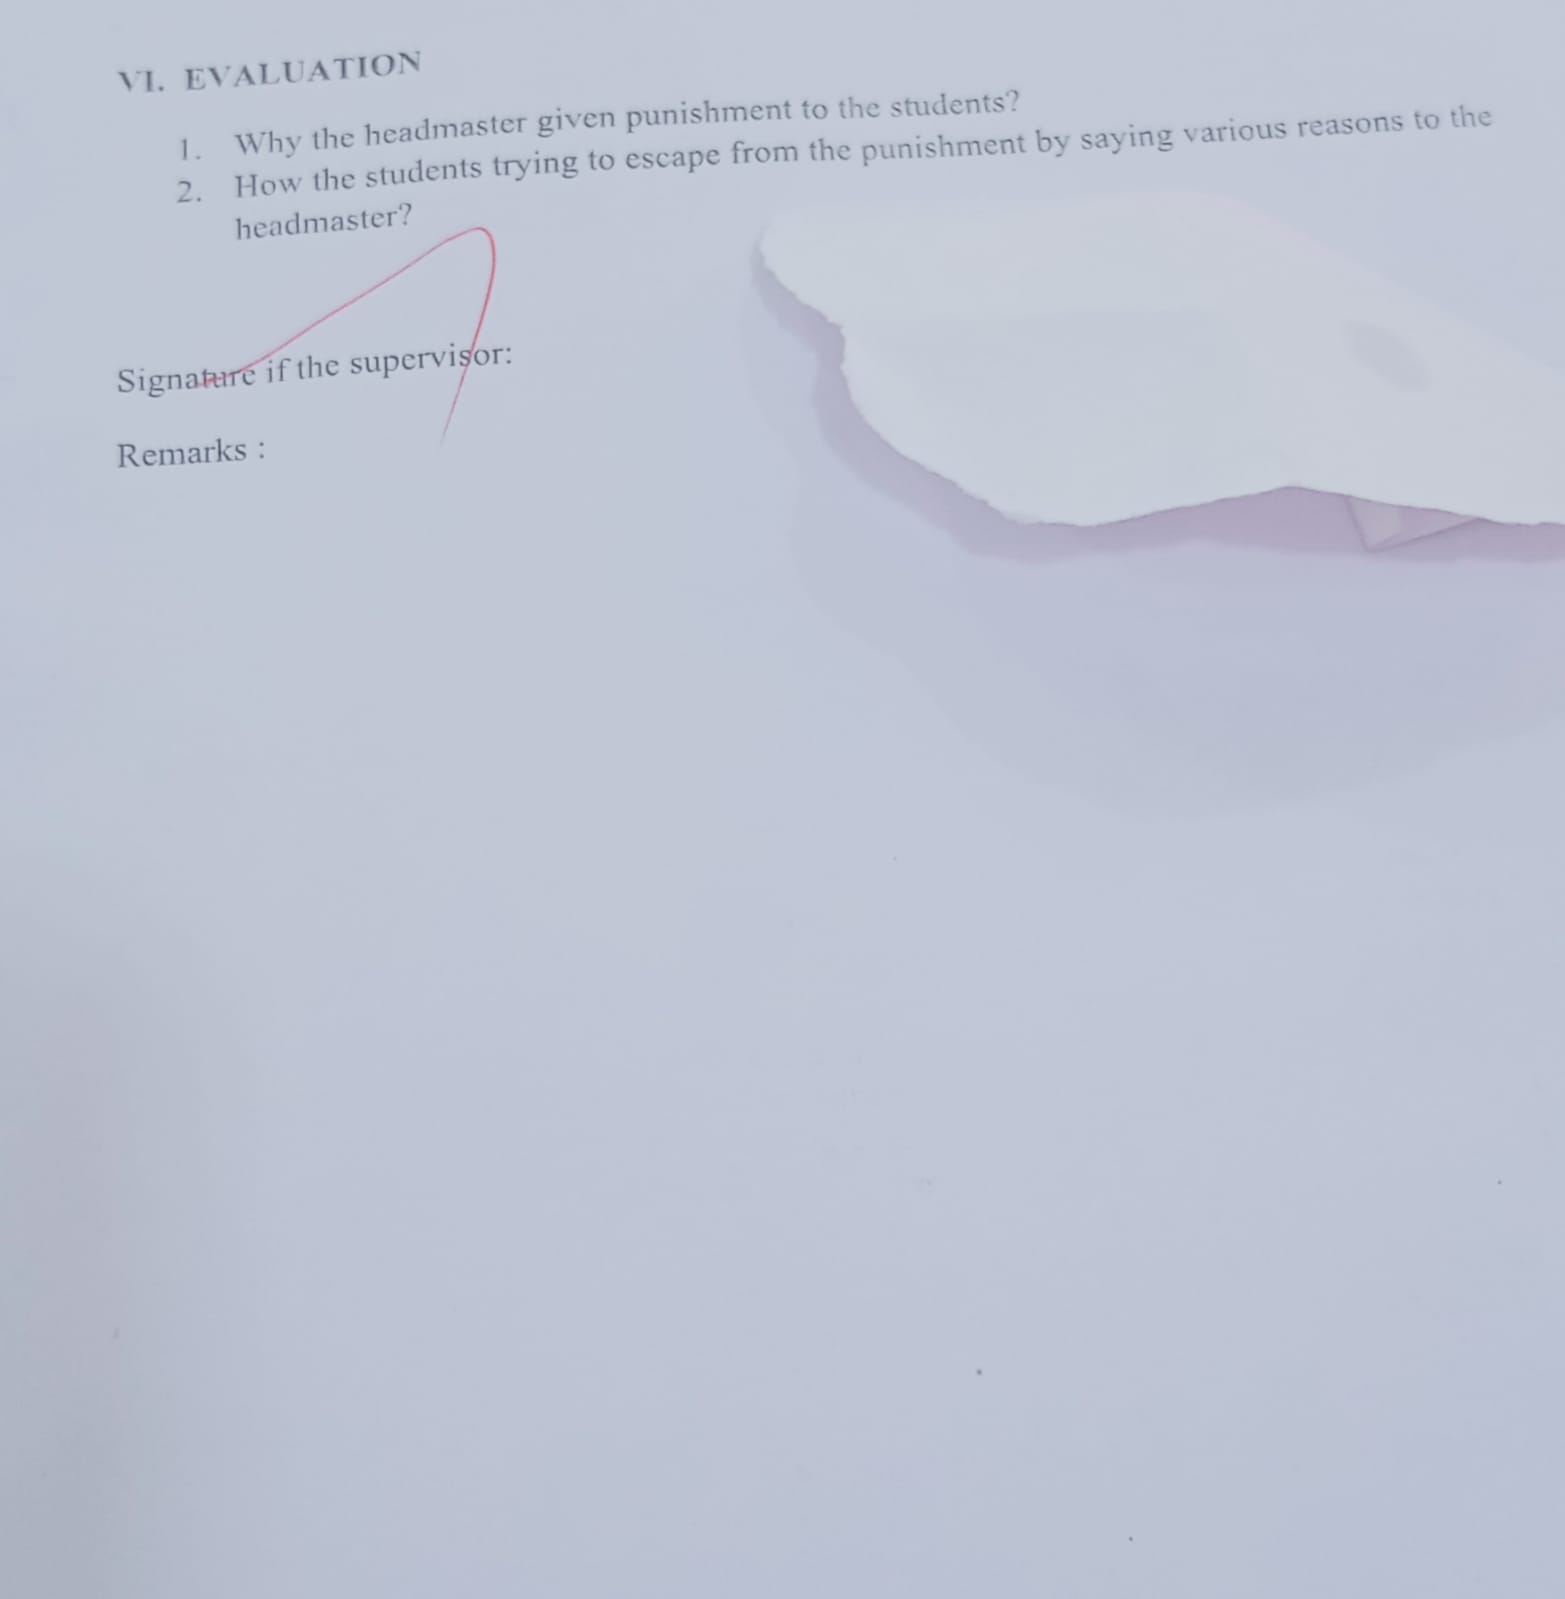 VI. EVALUATION
1. Why the headmaster given punishment to the students?
2. How the students trying to escape from the punishment by saying various reasons to the
headmaster?
Signature if the supervisor:
Remarks :